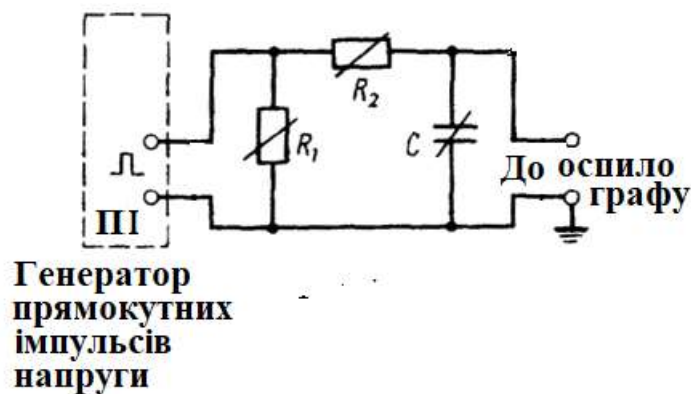 R₂
R₁
C
До оспило
графу
ПІ
Генератор
прямокутних
імпульсів
напруги